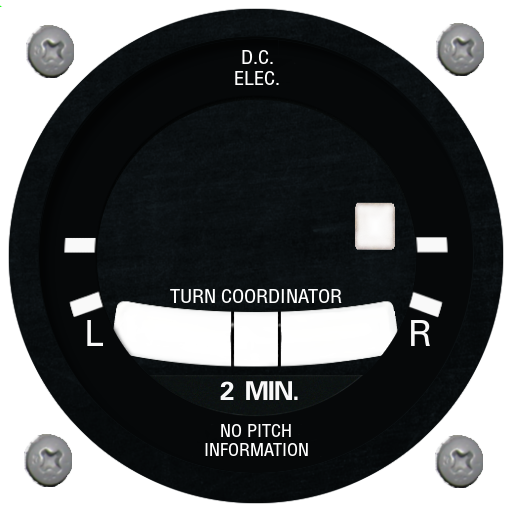 D.C.
ELEC.
TURN COORDINATOR
L R
2 MIN.
NO PITCH
INFORMATION